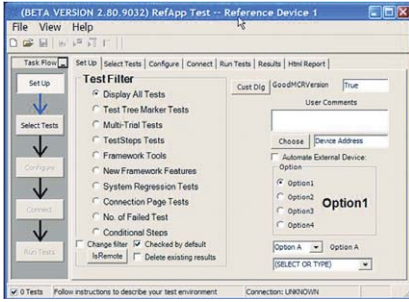 (BETA VERSION 2.80.9032) RefApp Test -- Reference Device 1
File View Help
Task Flow
Set Up
Select Tests
Configure
Connect
Run Tests
Set Up Select Tests Configure Connect Run Tests Results Html Report
Test Filter
Display All Tests
Test Tree Marker Tests
Multi-Trial Tests
TestSteps Tests
Framework Tools
New Framework Features
System Regression Tests
Connection Page Tests
No. of Failed Test
Conditional Steps
Change filter Checked by default
IsRemote Delete existing results
Cust Dlg GoodMCRVersion True
User Comments
Choose Device Address
Automate External Device:
Option
Option1
Option2
Option3
Option4
Option1
Option A Option A
(SELECT OR TYPE)
0 Tests Follow instructions to describe your test environment Connection: UNKNOWN